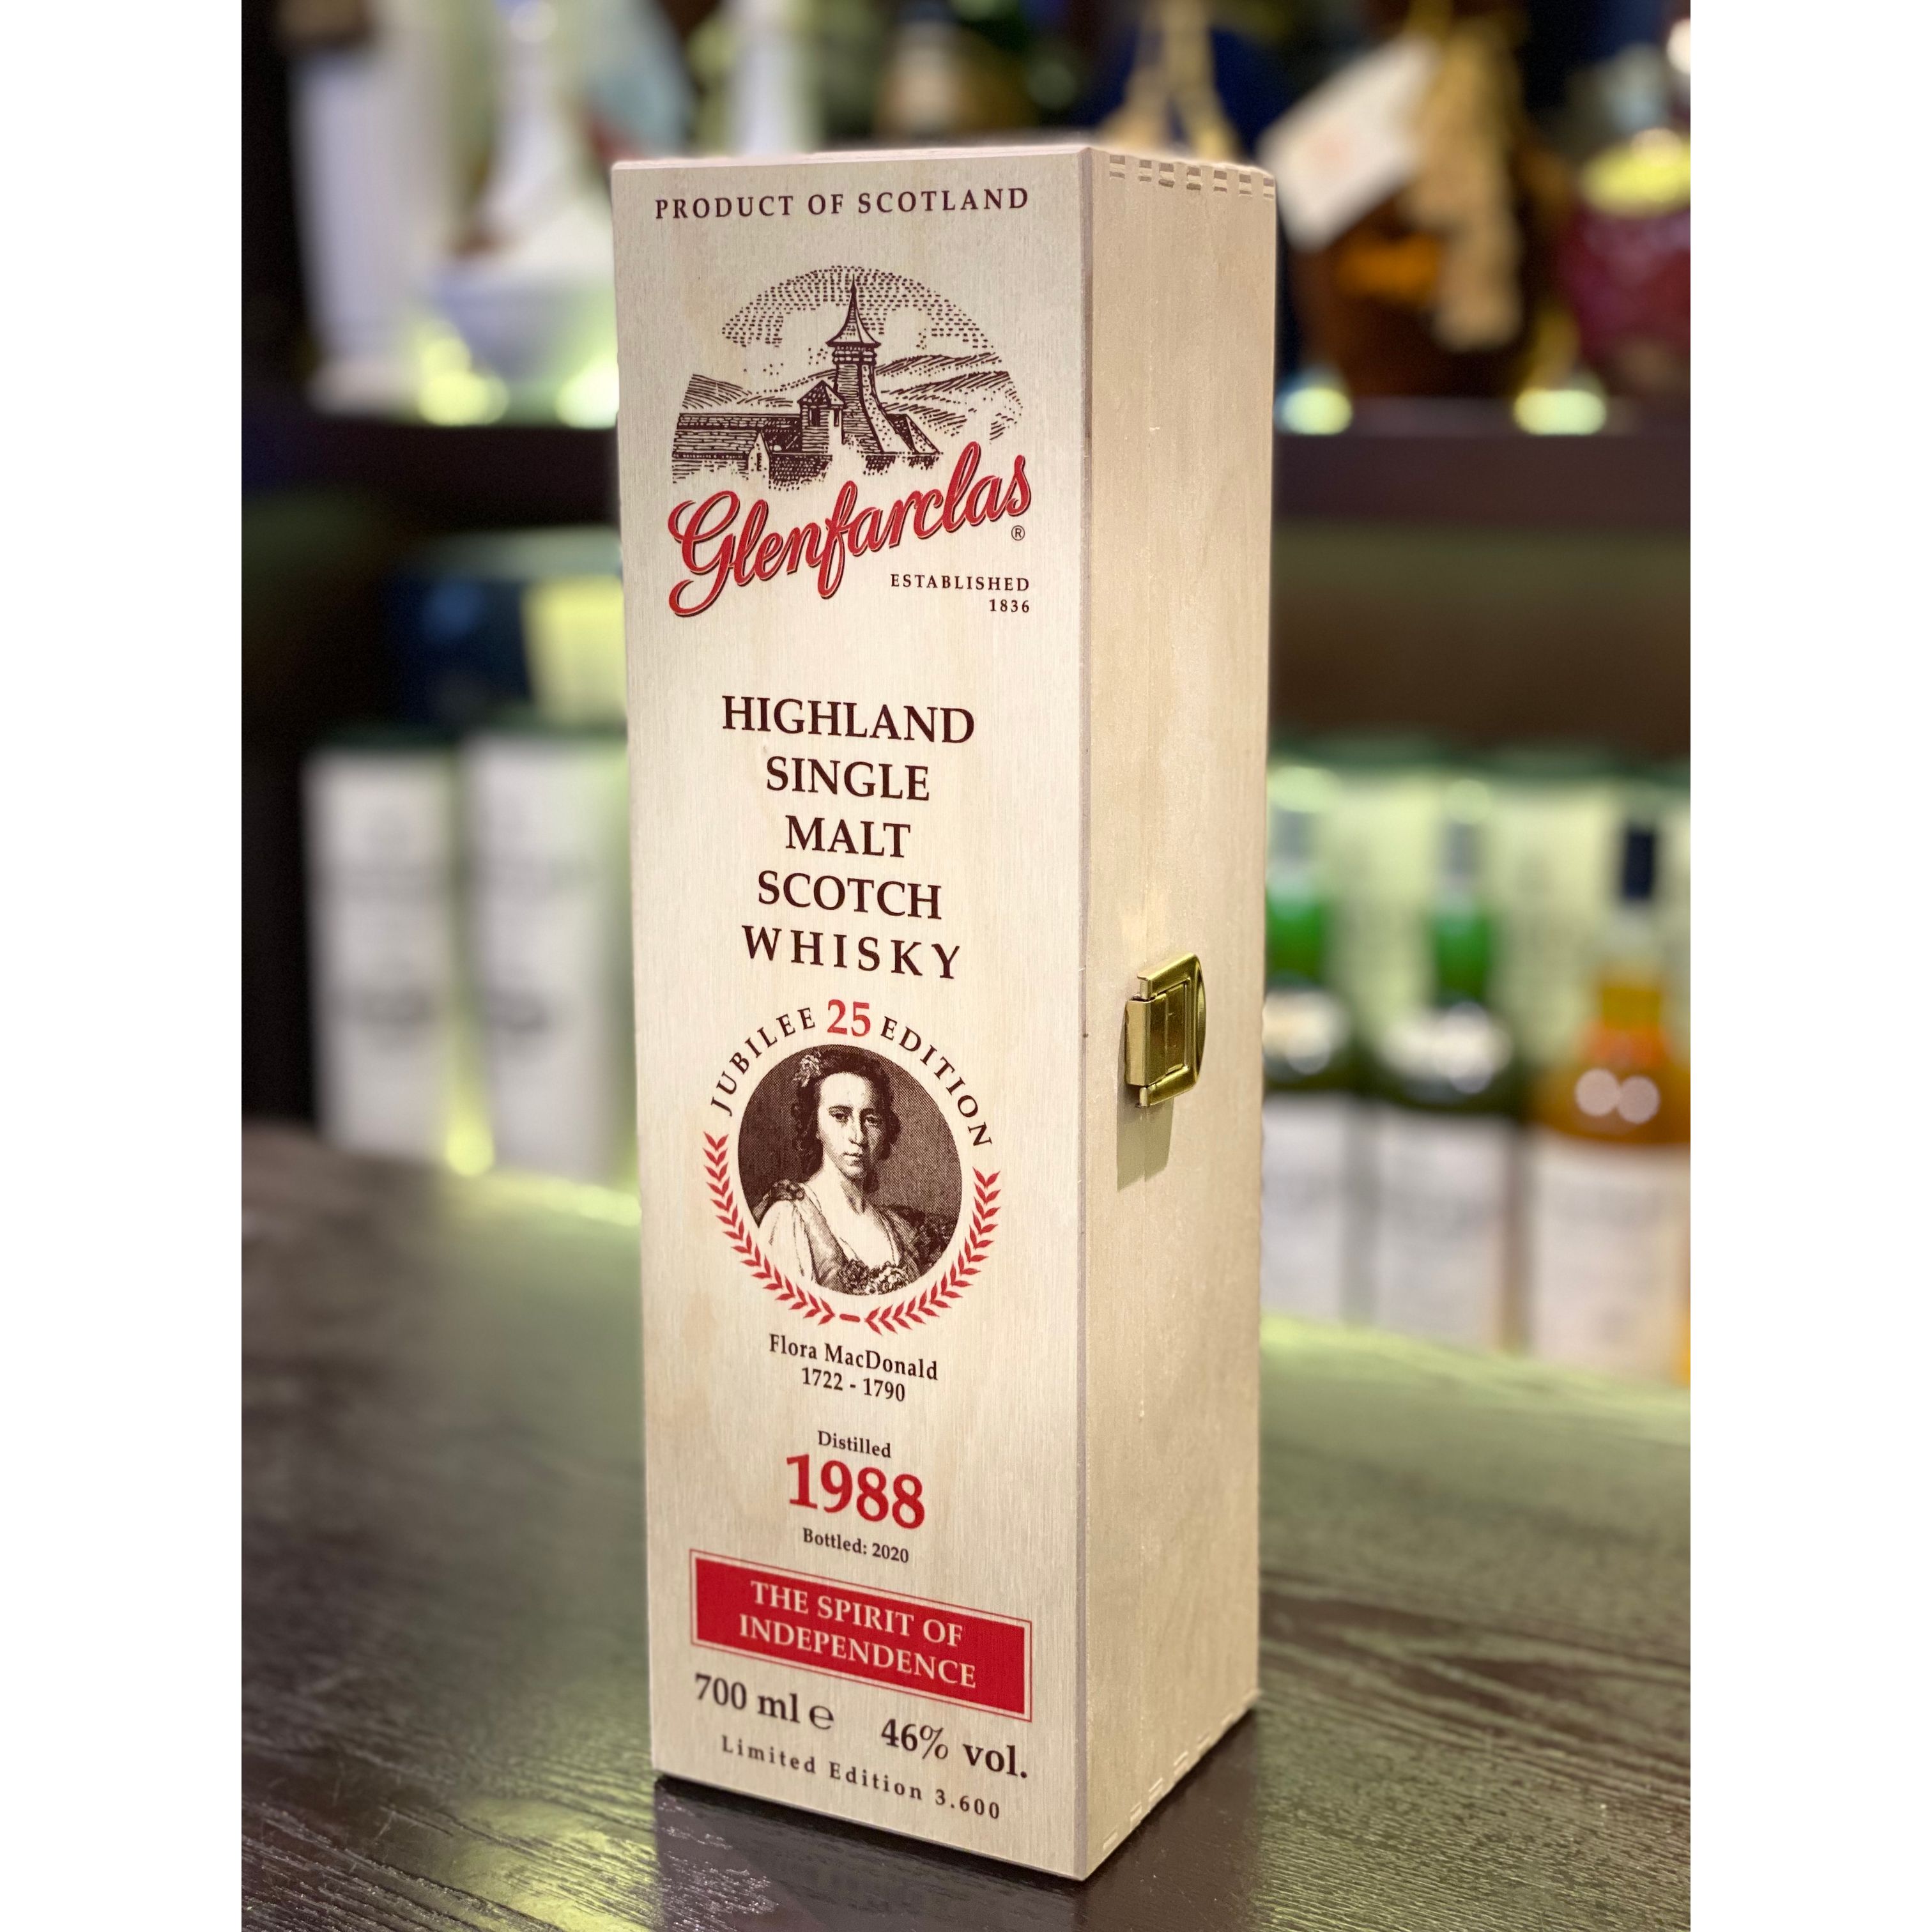 PRODUCT OF SCOTLAND
Glenfarclas
®
ESTABLISHED
1836
HIGHLAND
SINGLE
MALT
SCOTCH
WHISKY
JUBILEE 25 EDITION
Flora MacDonald
1722 - 1790
Distilled
1988
Bottled: 2020
THE SPIRIT OF
INDEPENDENCE
700 ml ℮ 46% vol.
Limited Edition 3.600